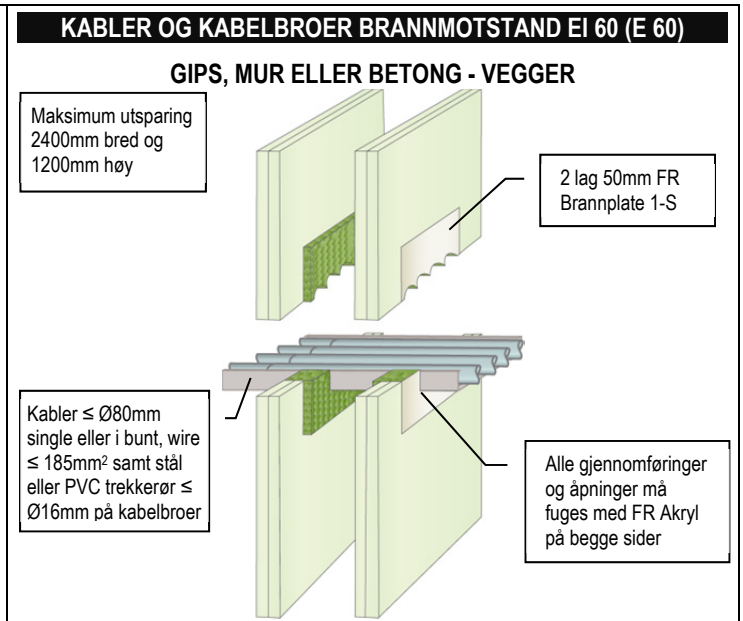 KABLER OG KABELBROER BRANNMOTSTAND EI 60 (E 60)
GIPS, MUR ELLER BETONG - VEGGER
Maksimum utsparing
2400mm bred og
1200mm høy
2 lag 50mm FR
Brannplate 1-S
Kabler ≤ Ø80mm
single eller i bunt, wire
≤ 185mm² samt stål
eller PVC trekkerør ≤
Ø16mm på kabelbroer
Alle gjennomføringer
og åpninger må
fuges med FR Akryl
på begge sider